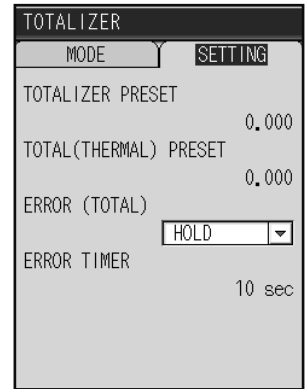 TOTALIZER
MODE SETTING
TOTALIZER PRESET
0.000
TOTAL(THERMAL) PRESET
0.000
ERROR (TOTAL)
HOLD
ERROR TIMER
10 sec